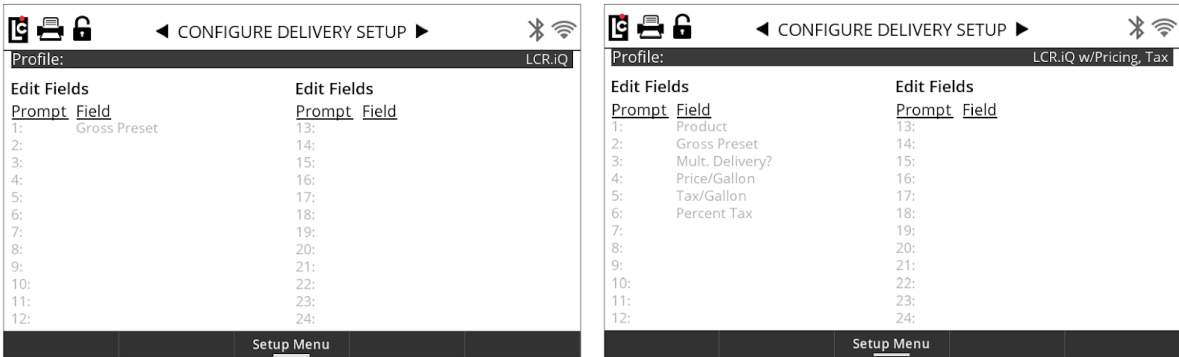 LC ◄ CONFIGURE DELIVERY SETUP ►
Profile: LCR.iQ
Edit Fields Edit Fields
Prompt Field Prompt Field
1: Gross Preset 13:
2: 14:
3: 15:
4: 16:
5: 17:
6: 18:
7: 19:
8: 20:
9: 21:
10: 22:
11: 23:
12: 24:
Setup Menu
LC ◄ CONFIGURE DELIVERY SETUP ►
Profile: LCR.iQ w/Pricing, Tax
Edit Fields Edit Fields
Prompt Field Prompt Field
1: Product 13:
2: Gross Preset 14:
3: Mult. Delivery? 15:
4: Price/Gallon 16:
5: Tax/Gallon 17:
6: Percent Tax 18:
7: 19:
8: 20:
9: 21:
10: 22:
11: 23:
12: 24:
Setup Menu